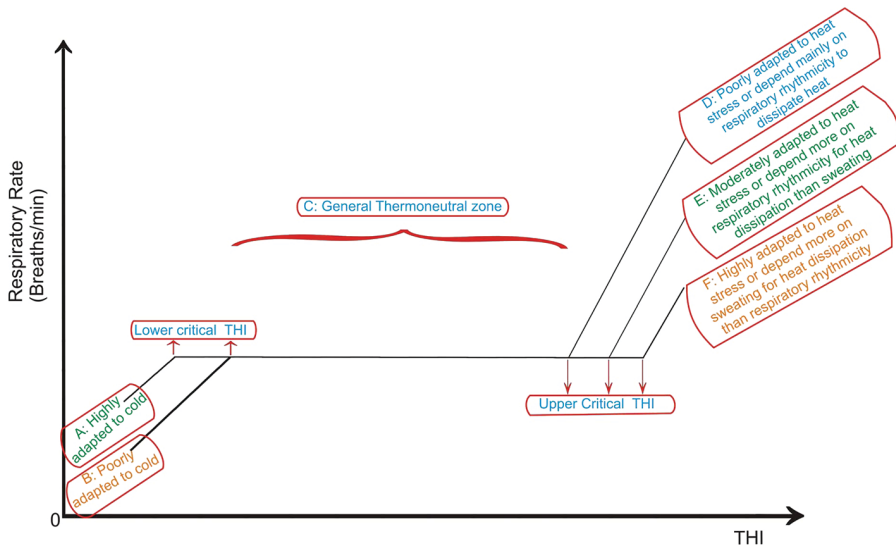 Respiratory Rate
(Breaths/min)
D: Poorly adapted to heat
stress or depend mainly on
respiratory rhythmicity to
dissipate heat
E: Moderately adapted to heat
stress or depend more on
respiratory rhythmicity for heat
dissipation than sweating
C: General Thermoneutral zone
F: Highly adapted to heat
stress or depend more on
sweating for heat dissipation
than respiratory rhythmicity
Lower critical THI
Upper Critical THI
A: Highly
adapted to cold
B: Poorly
adapted to cold
0
THI